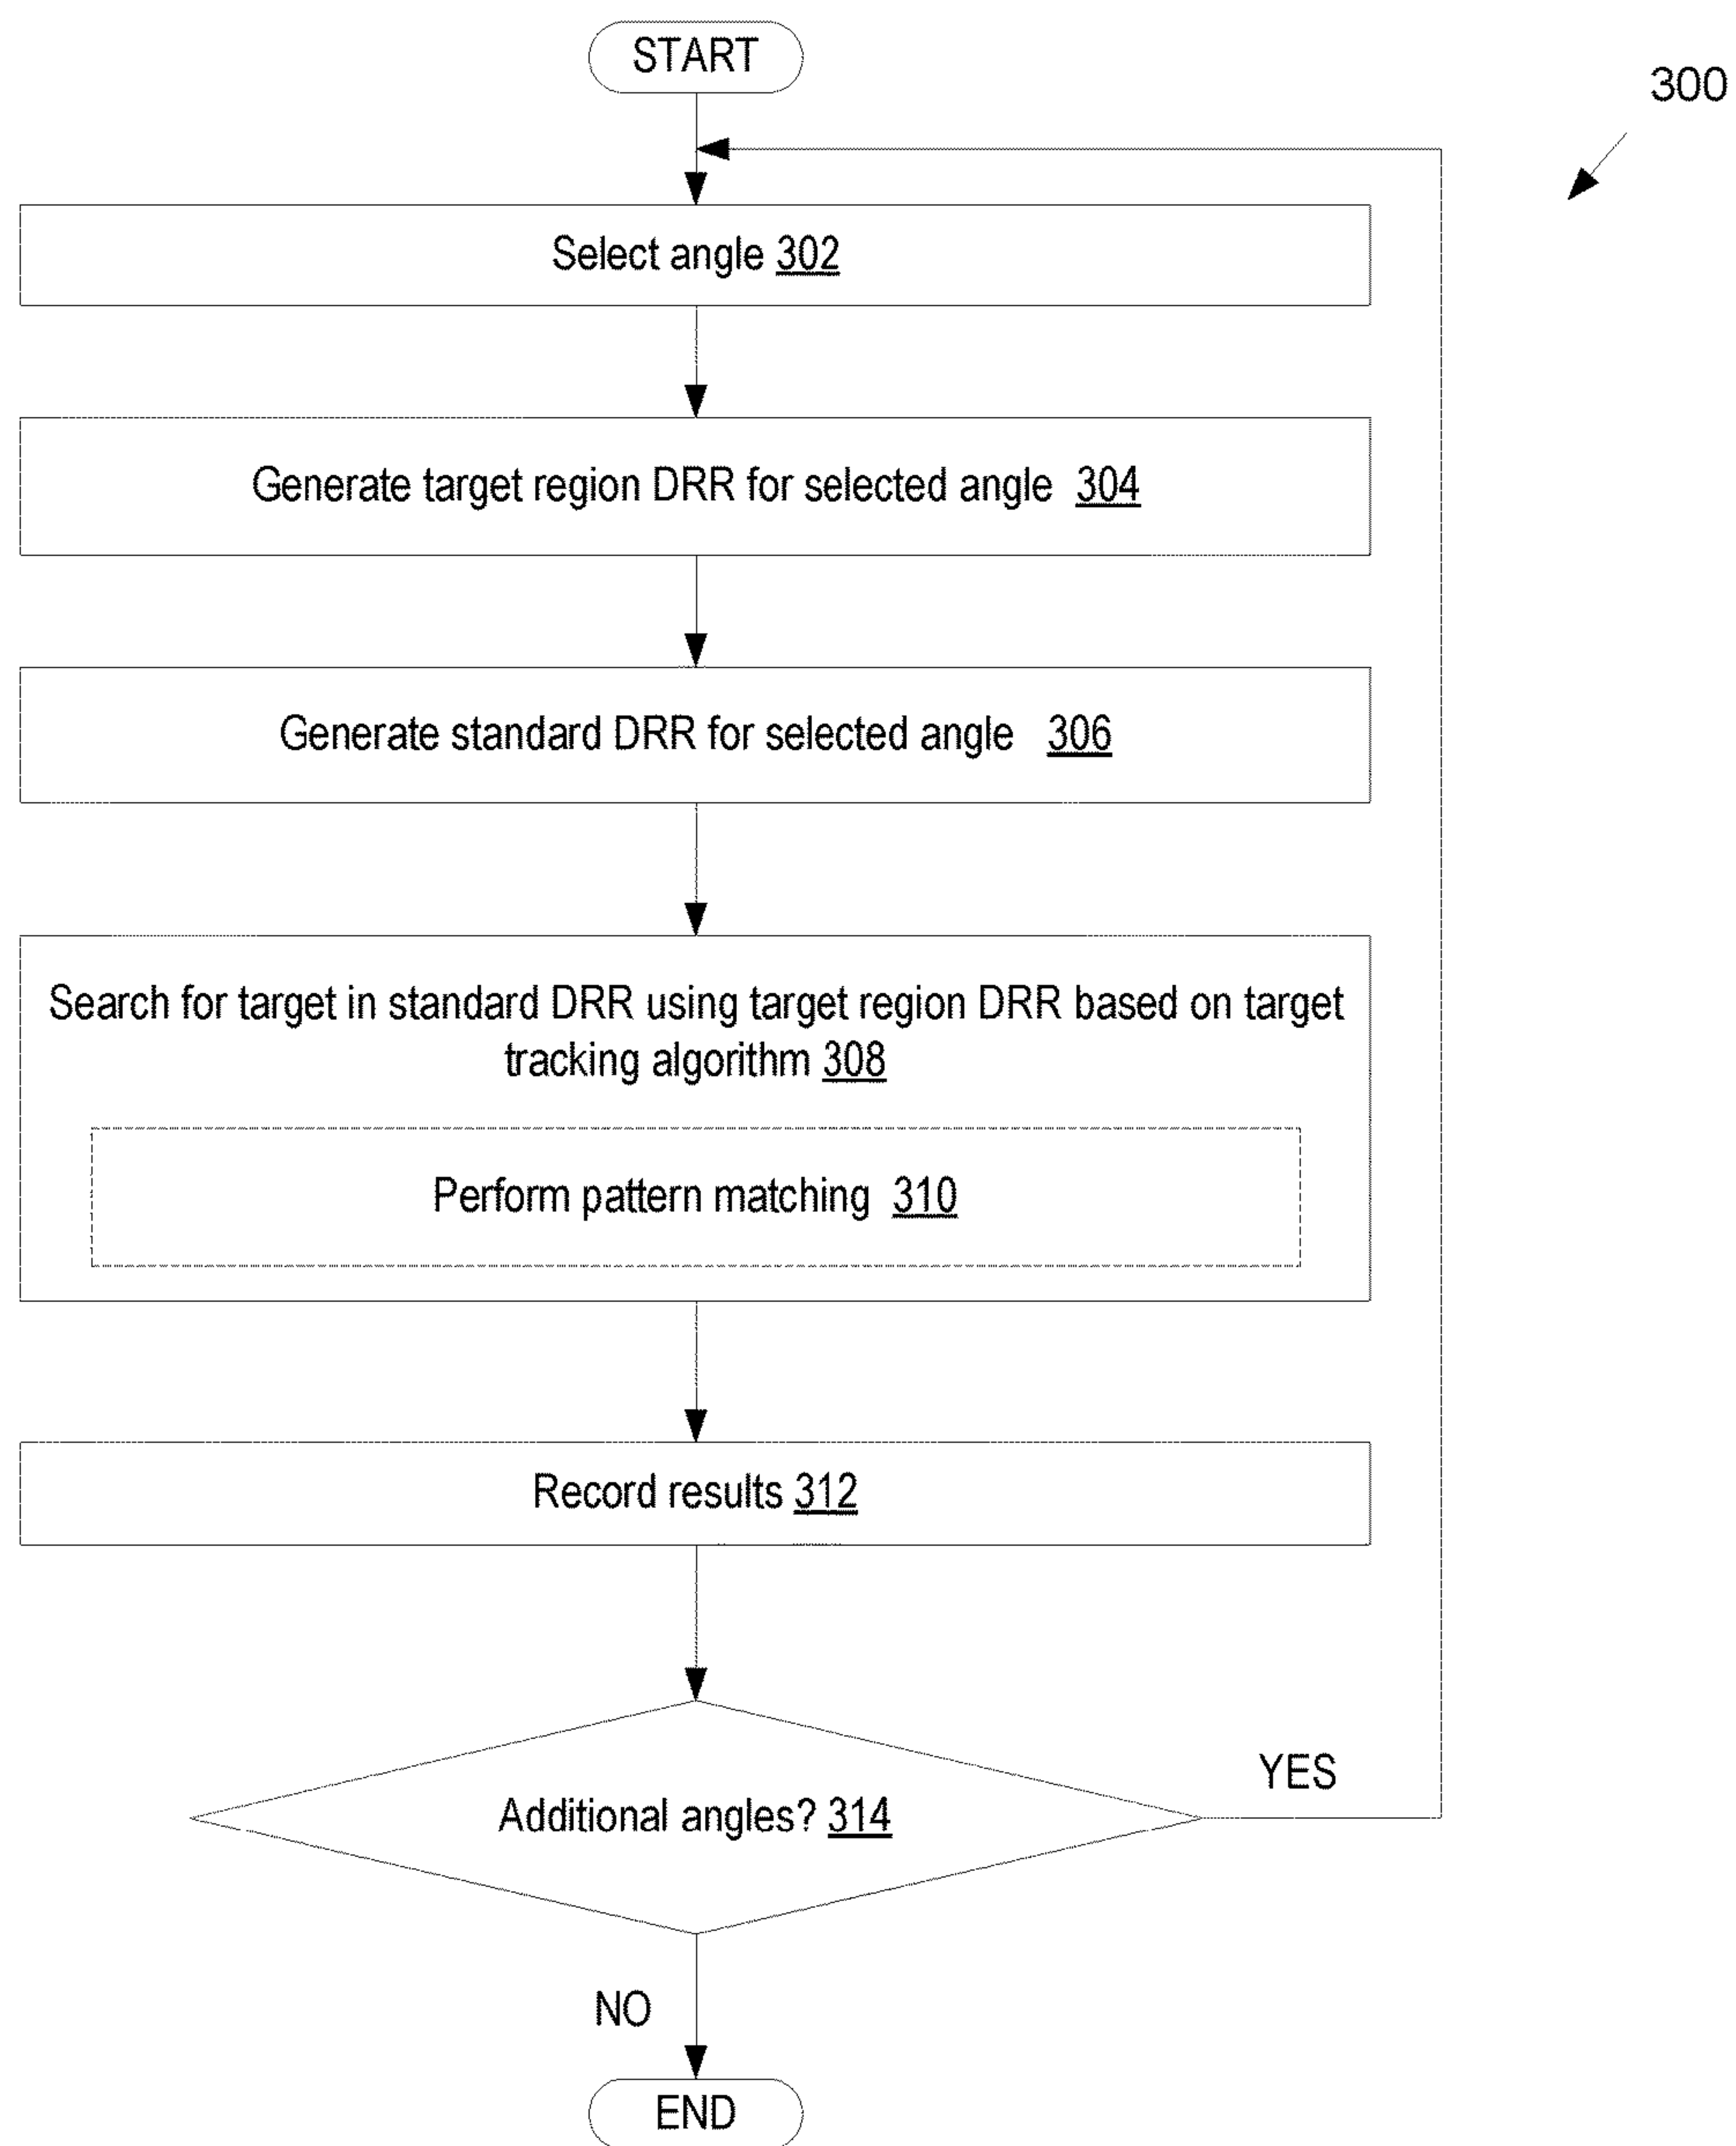 START
300
Select angle 302
Generate target region DRR for selected angle 304
Generate standard DRR for selected angle 306
Search for target in standard DRR using target region DRR based on target
tracking algorithm 308
Perform pattern matching 310
Record results 312
YES
Additional angles? 314
NO
END